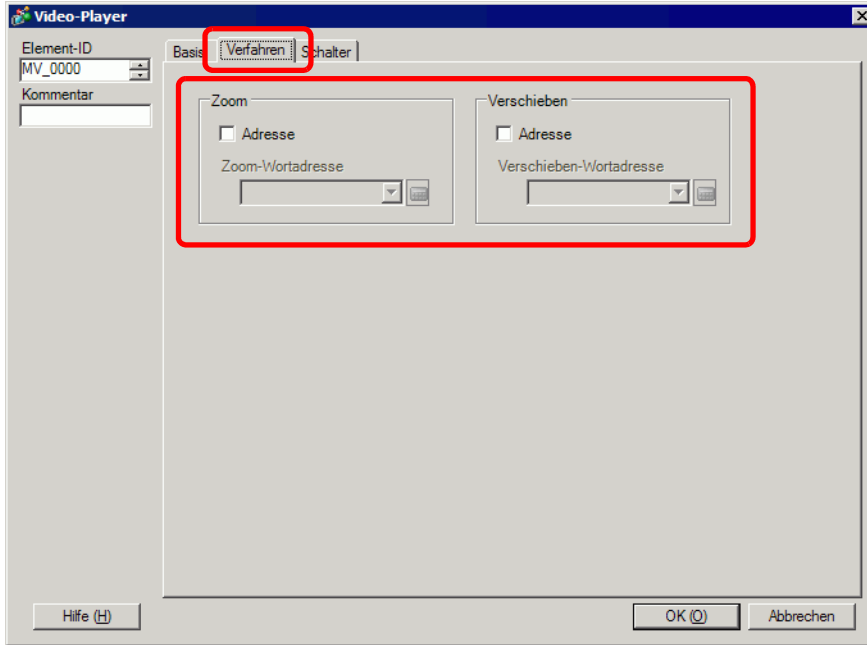 Video-Player
Element-ID
MV_0000
Kommentar
Basis Verfahren Schalter
Zoom
Adresse
Zoom-Wortadresse
Verschieben
Adresse
Verschieben-Wortadresse
Hilfe (H)
OK (O)
Abbrechen